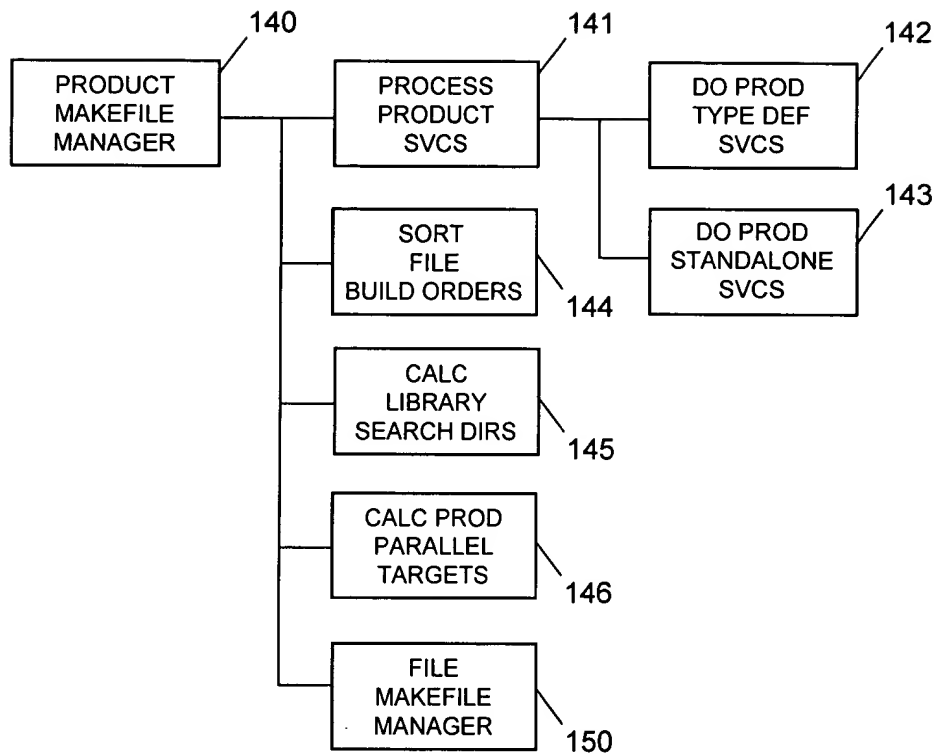 140
PRODUCT
MAKEFILE
MANAGER
141
PROCESS
PRODUCT
SVCS
142
DO PROD
TYPE DEF
SVCS
143
DO PROD
STANDALONE
SVCS
SORT
FILE
BUILD ORDERS
144
CALC
LIBRARY
SEARCH DIRS
145
CALC PROD
PARALLEL
TARGETS
146
FILE
MAKEFILE
MANAGER
150